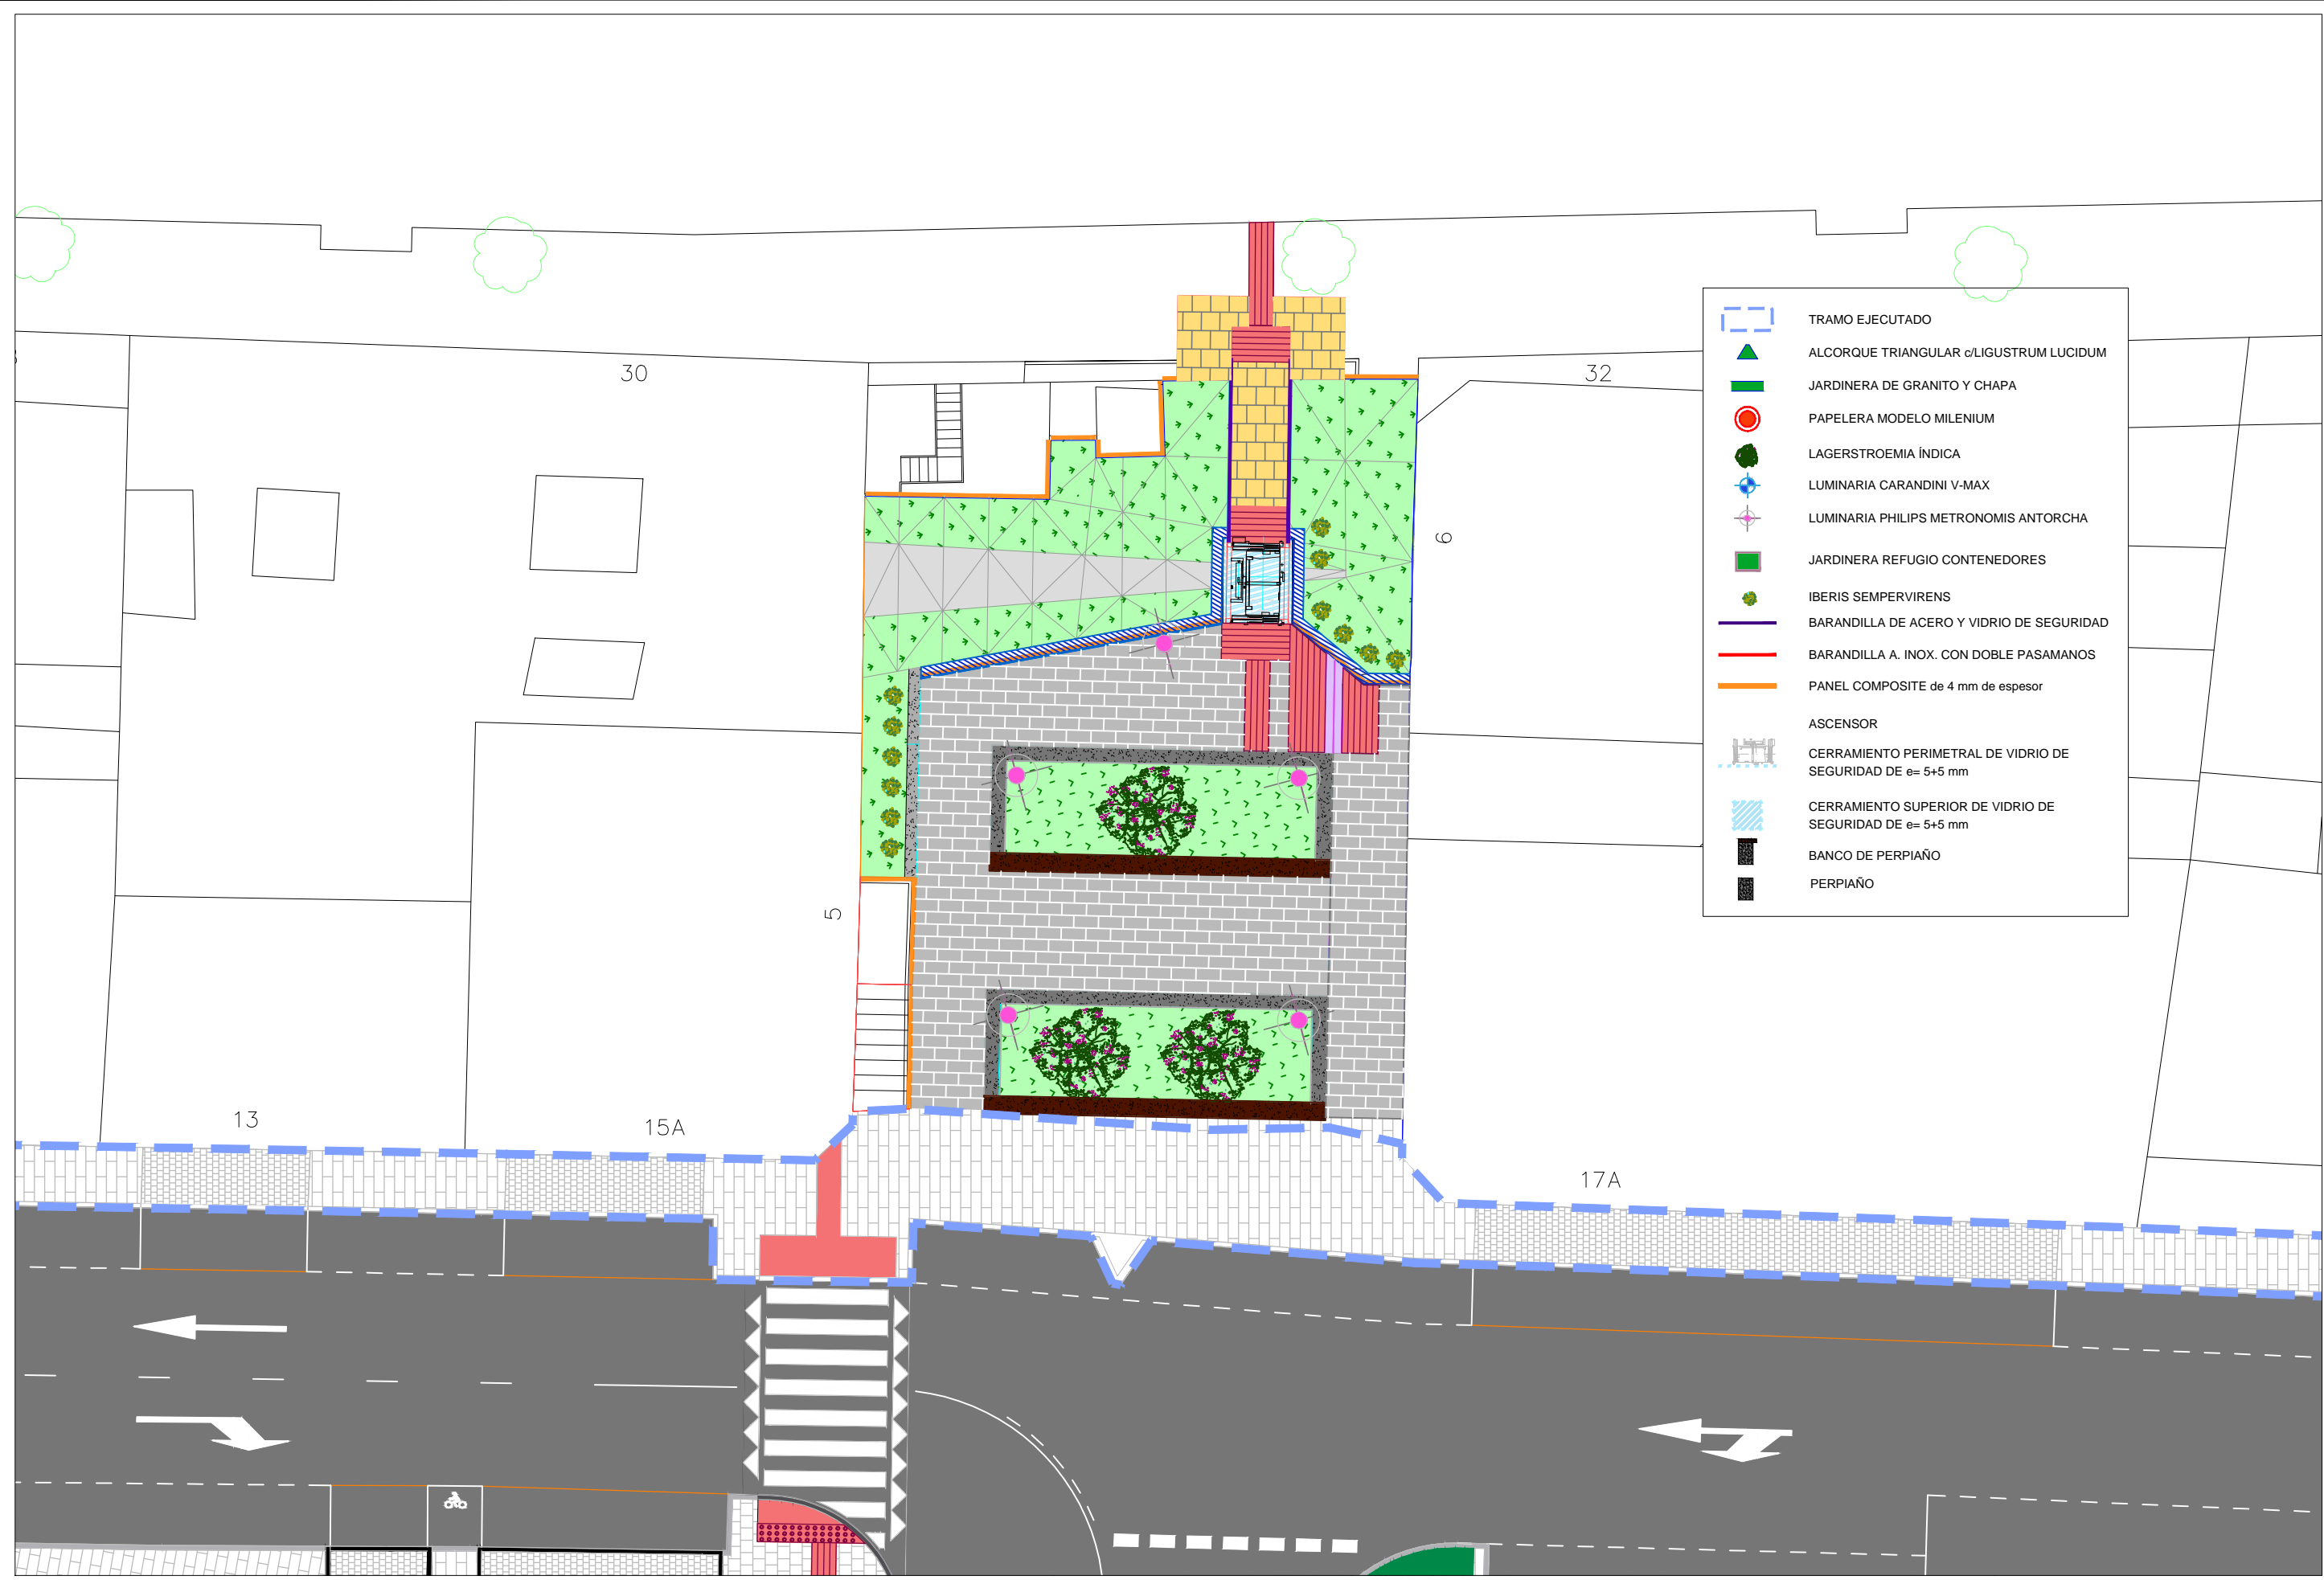 30
32
TRAMO EJECUTADO
ALCORQUE TRIANGULAR c/LIGUSTRUM LUCIDUM
JARDINERA DE GRANITO Y CHAPA
PAPELERA MODELO MILENIUM
LAGERSTROEMIA ÍNDICA
LUMINARIA CARANDINI V-MAX
LUMINARIA PHILIPS METRONOMIS ANTORCHA
JARDINERA REFUGIO CONTENEDORES
IBERIS SEMPERVIRENS
BARANDILLA DE ACERO Y VIDRIO DE SEGURIDAD
BARANDILLA A. INOX. CON DOBLE PASAMANOS
PANEL COMPOSITE de 4 mm de espesor
ASCENSOR
CERRAMIENTO PERIMETRAL DE VIDRIO DE
SEGURIDAD DE e= 5+5 mm
CERRAMIENTO SUPERIOR DE VIDRIO DE
SEGURIDAD DE e= 5+5 mm
BANCO DE PERPIAÑO
PERPIAÑO
6
5
13
15A
17A